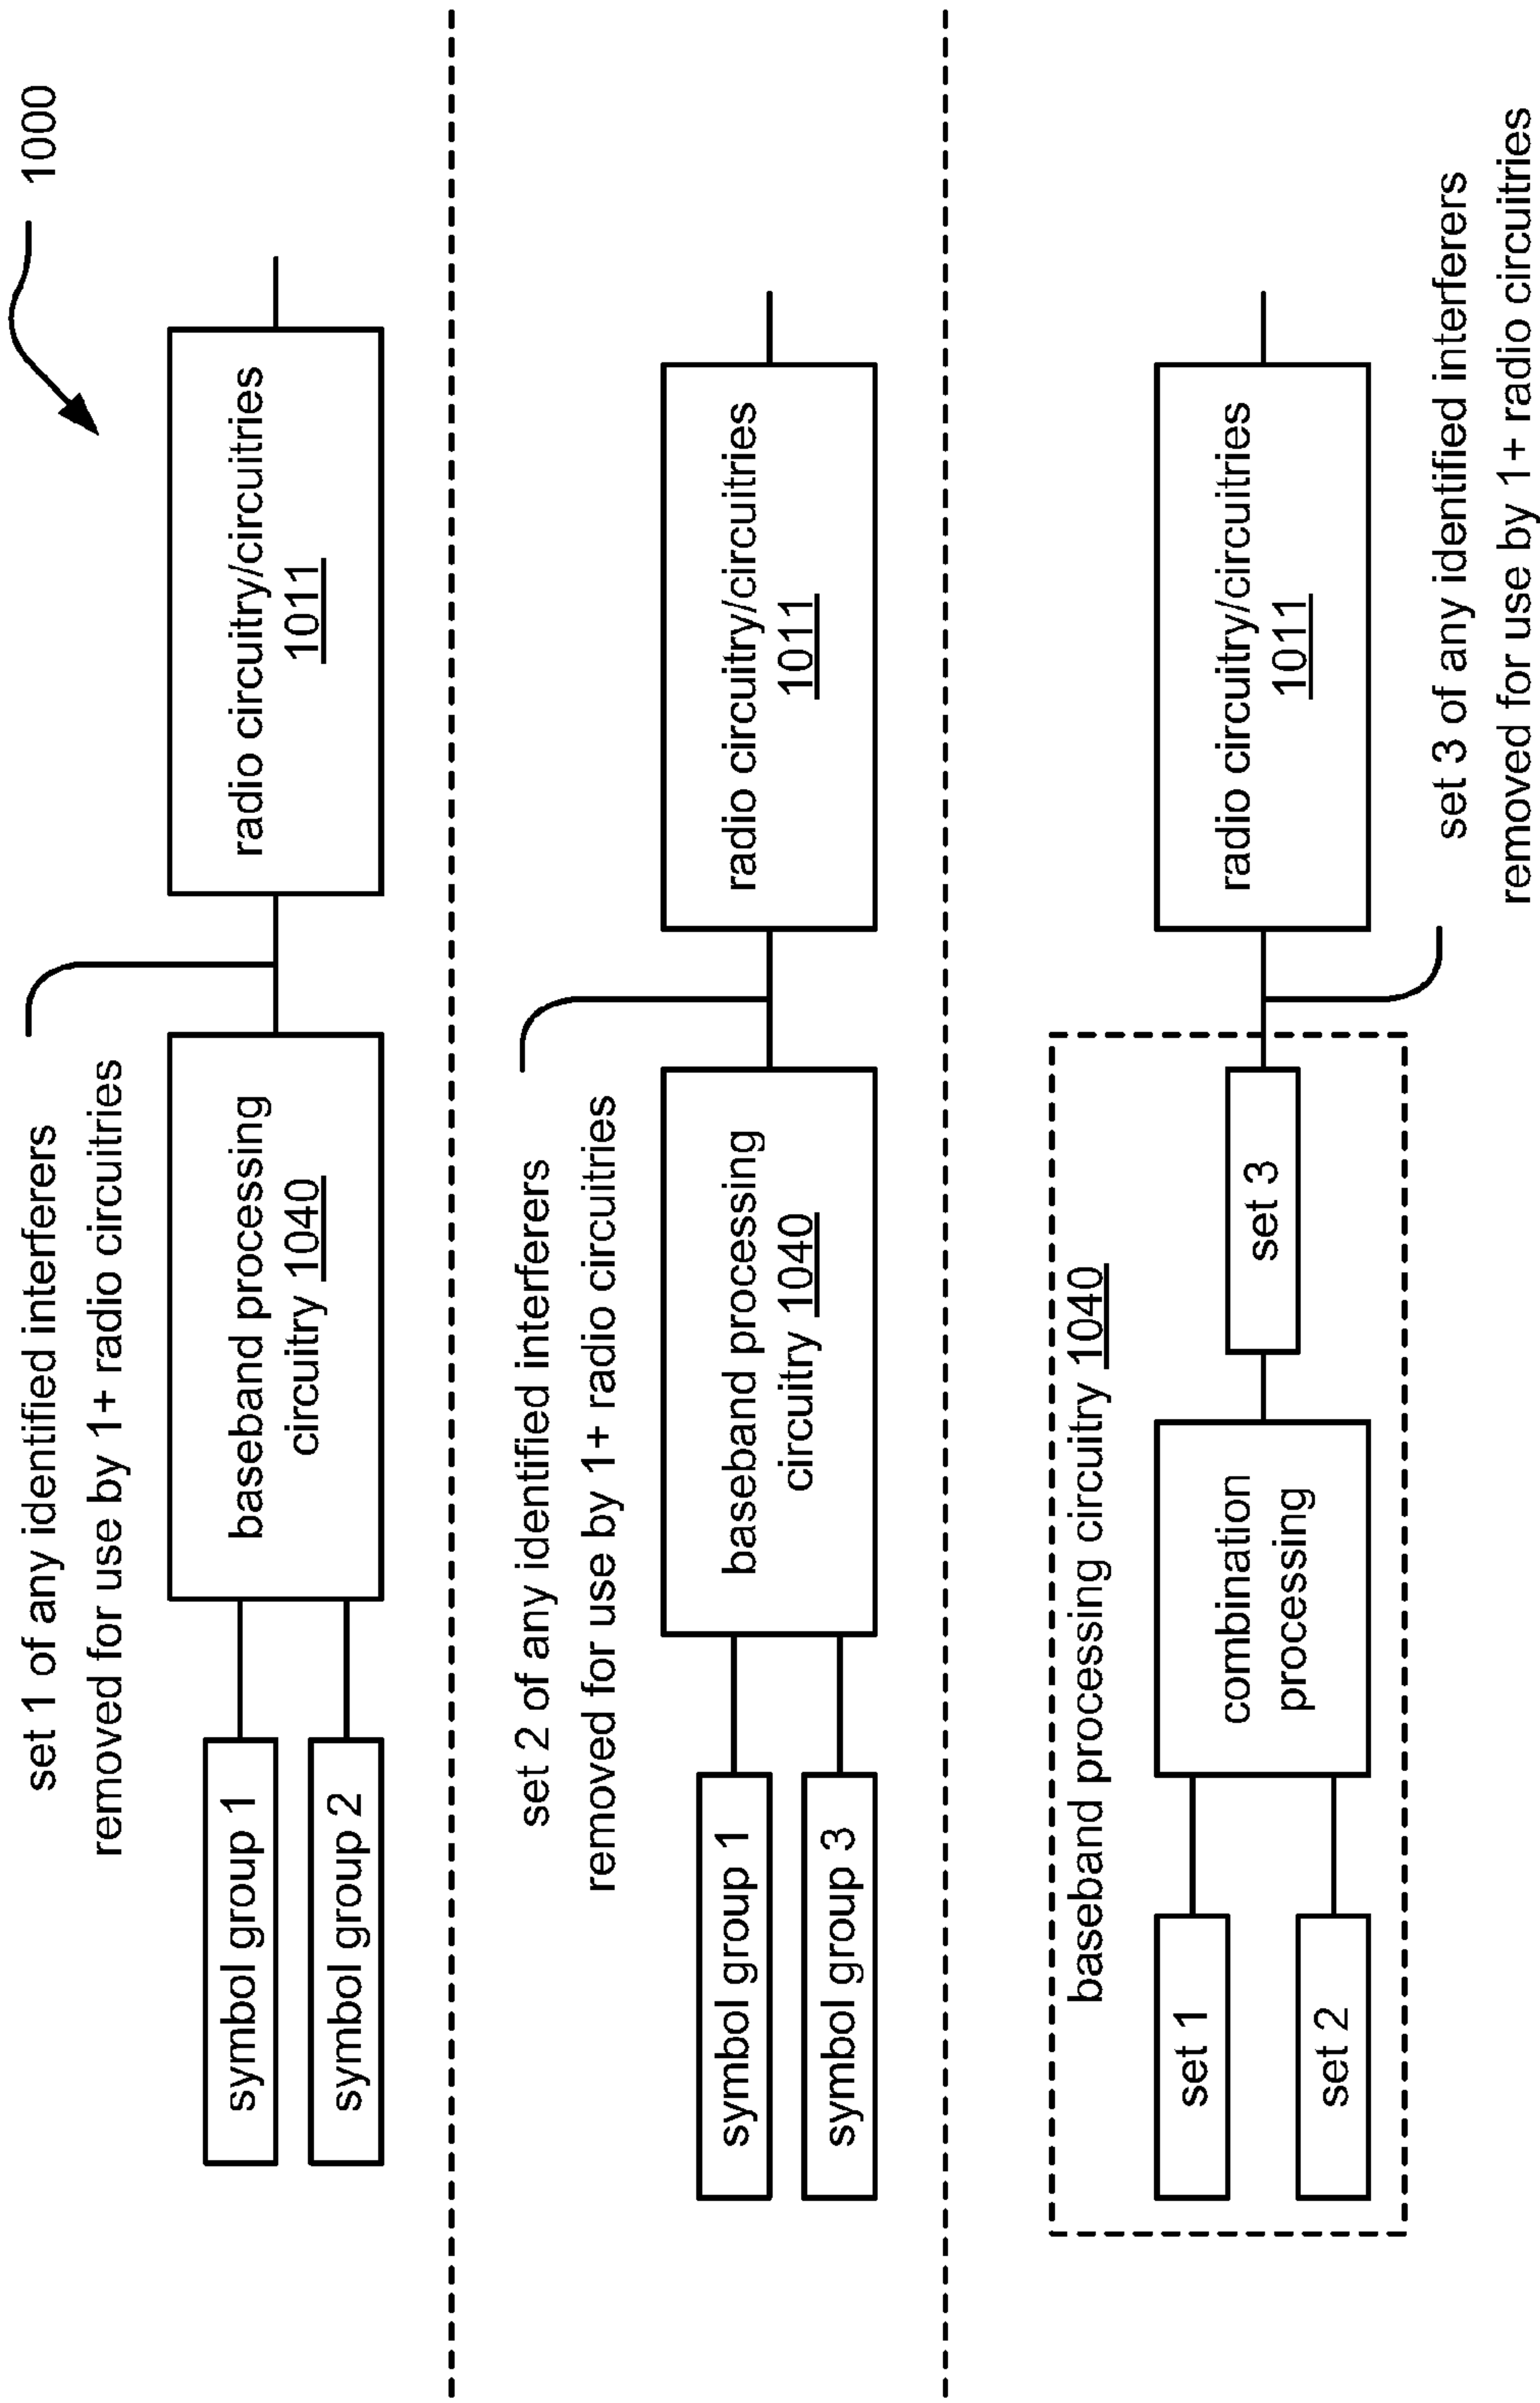 1000
set 1 of any identified interferers
removed for use by 1+ radio circuitries
symbol group 1
symbol group 2
baseband processing
circuitry 1040
radio circuitry/circuitries
1011
set 2 of any identified interferers
removed for use by 1+ radio circuitries
symbol group 1
symbol group 3
baseband processing
circuitry 1040
radio circuitry/circuitries
1011
baseband processing circuitry 1040
set 1
set 2
combination
processing
set 3
radio circuitry/circuitries
1011
set 3 of any identified interferers
removed for use by 1+ radio circuitries